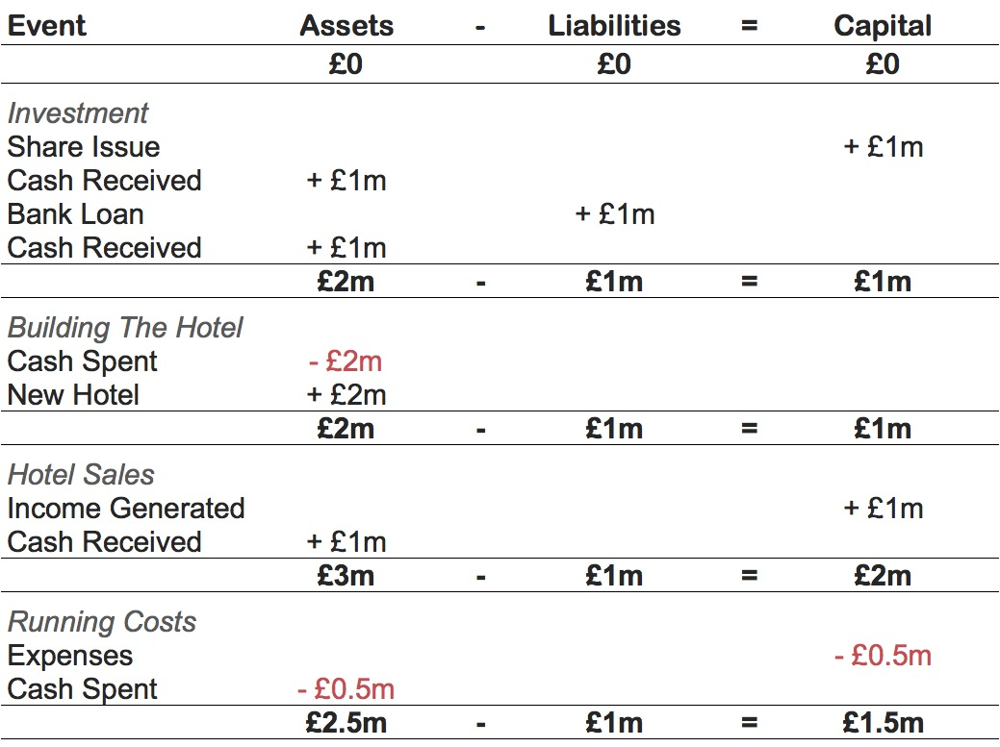 Event Assets - Liabilities = Capital
£0 £0 £0
Investment
Share Issue + £1m
Cash Received + £1m
Bank Loan + £1m
Cash Received + £1m
£2m - £1m = £1m
Building The Hotel
Cash Spent - £2m
New Hotel + £2m
£2m - £1m = £1m
Hotel Sales
Income Generated + £1m
Cash Received + £1m
£3m - £1m = £2m
Running Costs
Expenses - £0.5m
Cash Spent - £0.5m
£2.5m - £1m = £1.5m